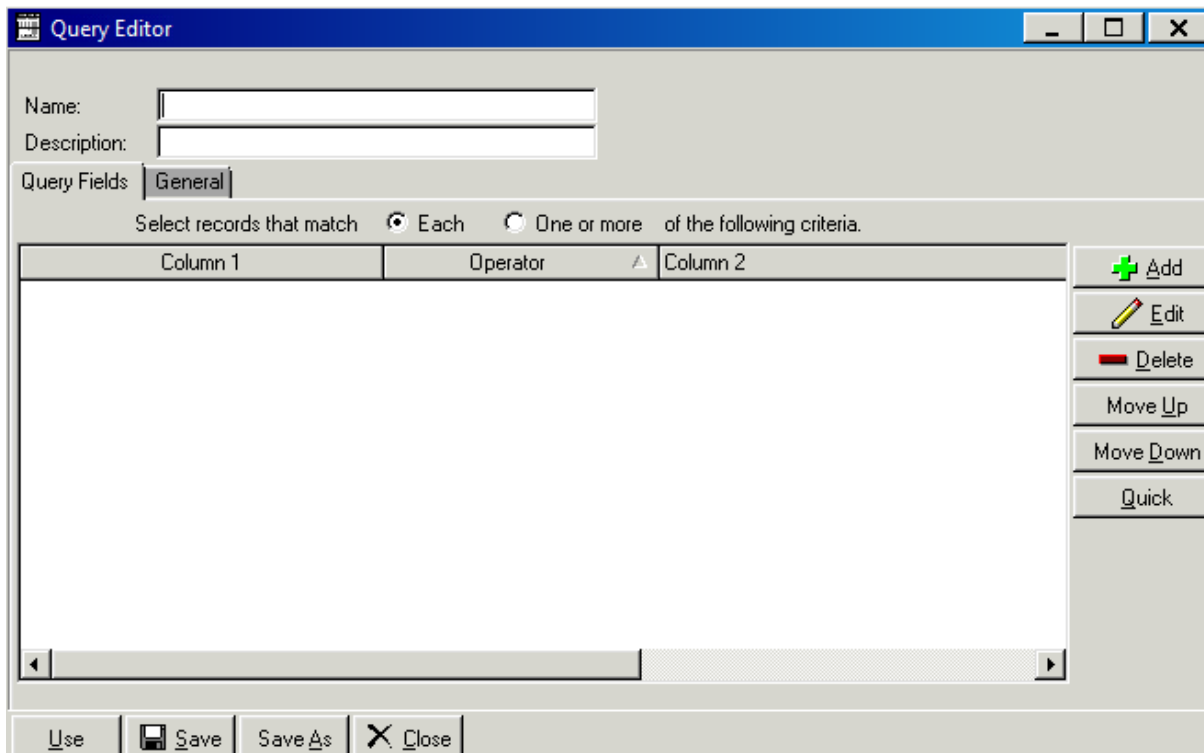 Query Editor
Name:
Description:
Query Fields General
Select records that match Each One or more of the following criteria.
Column 1 Operator Column 2
Add
Edit
Delete
Move Up
Move Down
Quick
Use Save Save As Close